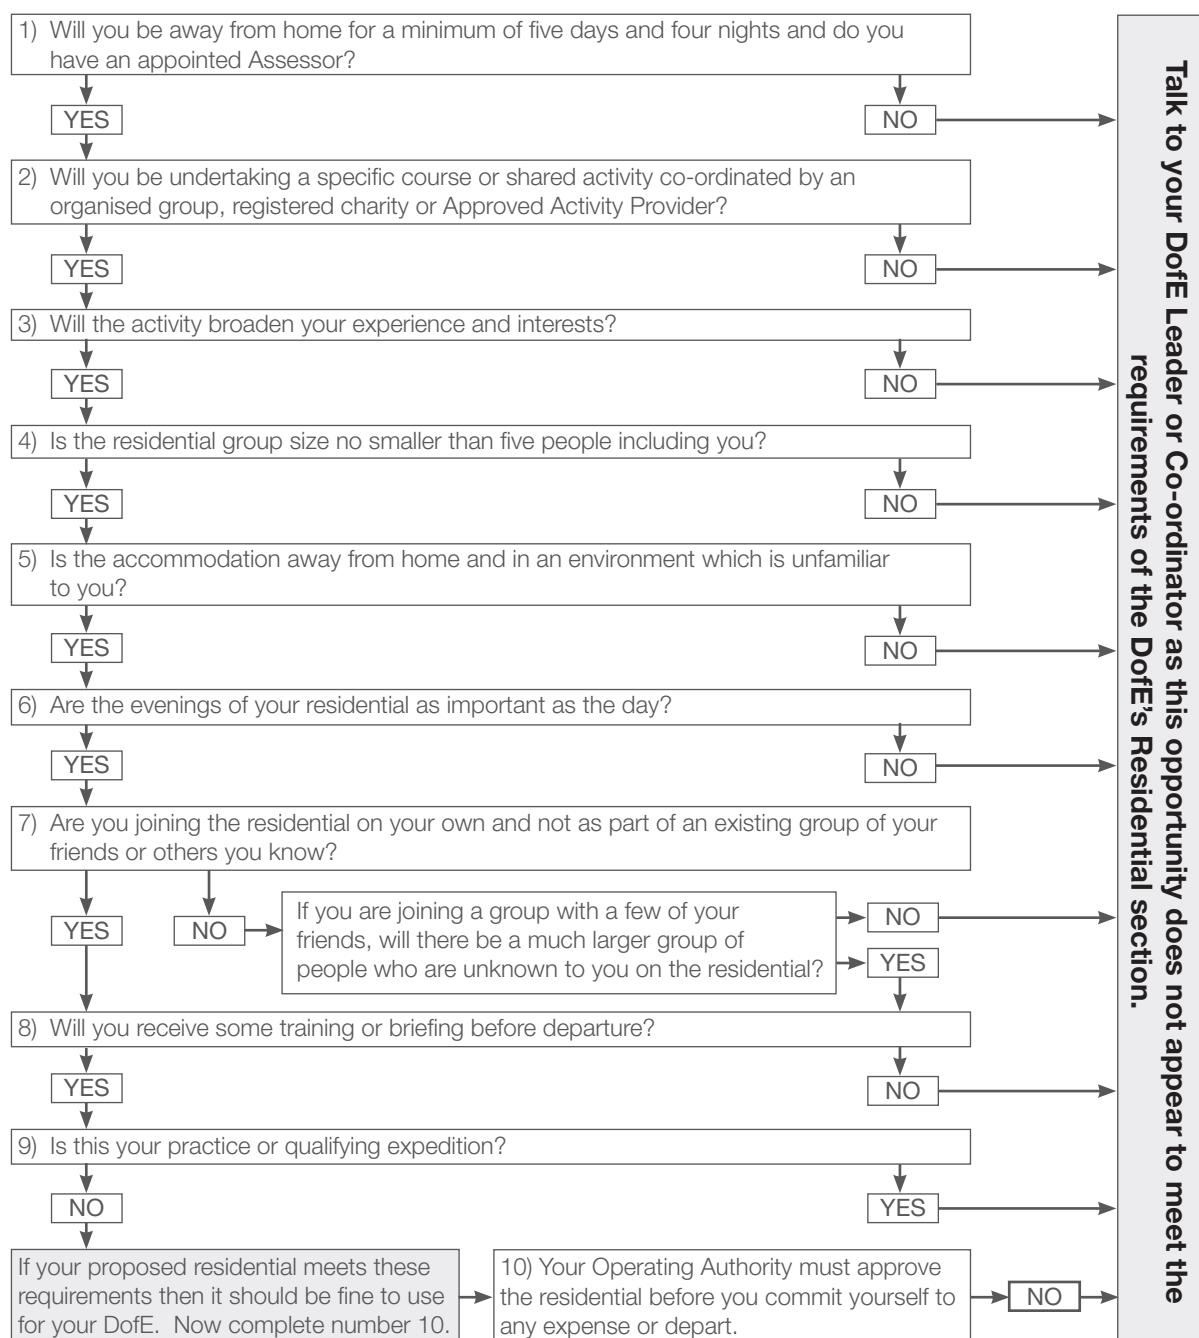 1) Will you be away from home for a minimum of five days and four nights and do you
have an appointed Assessor?
YES
NO
2) Will you be undertaking a specific course or shared activity co-ordinated by an
organised group, registered charity or Approved Activity Provider?
YES
NO
3) Will the activity broaden your experience and interests?
YES
NO
4) Is the residential group size no smaller than five people including you?
YES
NO
5) Is the accommodation away from home and in an environment which is unfamiliar
to you?
YES
NO
6) Are the evenings of your residential as important as the day?
YES
NO
7) Are you joining the residential on your own and not as part of an existing group of your
friends or others you know?
YES
NO
If you are joining a group with a few of your
friends, will there be a much larger group of
people who are unknown to you on the residential?
NO
YES
8) Will you receive some training or briefing before departure?
YES
NO
9) Is this your practice or qualifying expedition?
NO
YES
If your proposed residential meets these
requirements then it should be fine to use
for your DofE. Now complete number 10.
10) Your Operating Authority must approve
the residential before you commit yourself to
any expense or depart.
NO
Talk to your DofE Leader or Co-ordinator as this opportunity does not appear to meet the
requirements of the DofE's Residential section.